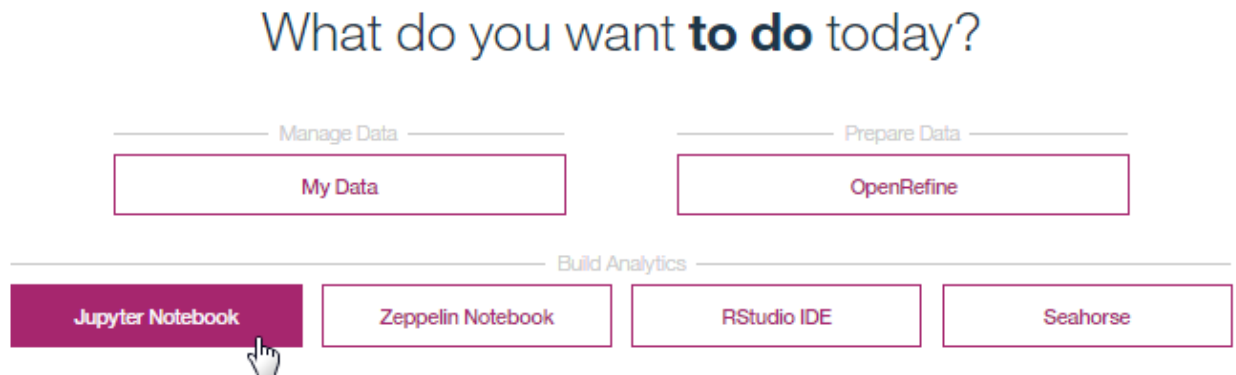 What do you want to do today?
Manage Data
Prepare Data
My Data
OpenRefine
Build Analytics
Jupyter Notebook
Zeppelin Notebook
RStudio IDE
Seahorse